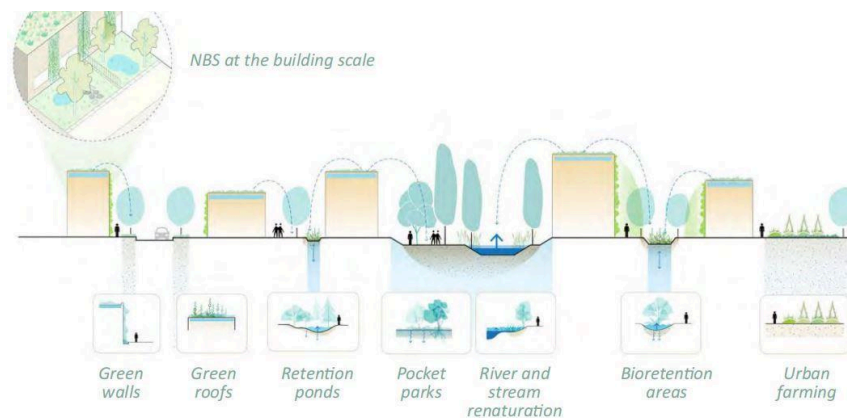 NBS at the building scale
Green
walls
Green
roofs
Retention
ponds
Pocket
parks
River and
stream
renaturation
Bioretention
areas
Urban
farming